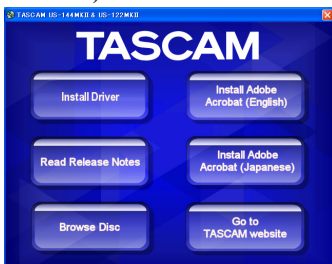 TASCAM US-144MKII & US-122MKII
TASCAM
Install Driver
Install Adobe
Acrobat (English)
Read Release Notes
Install Adobe
Acrobat (Japanese)
Browse Disc
Go to
TASCAM website